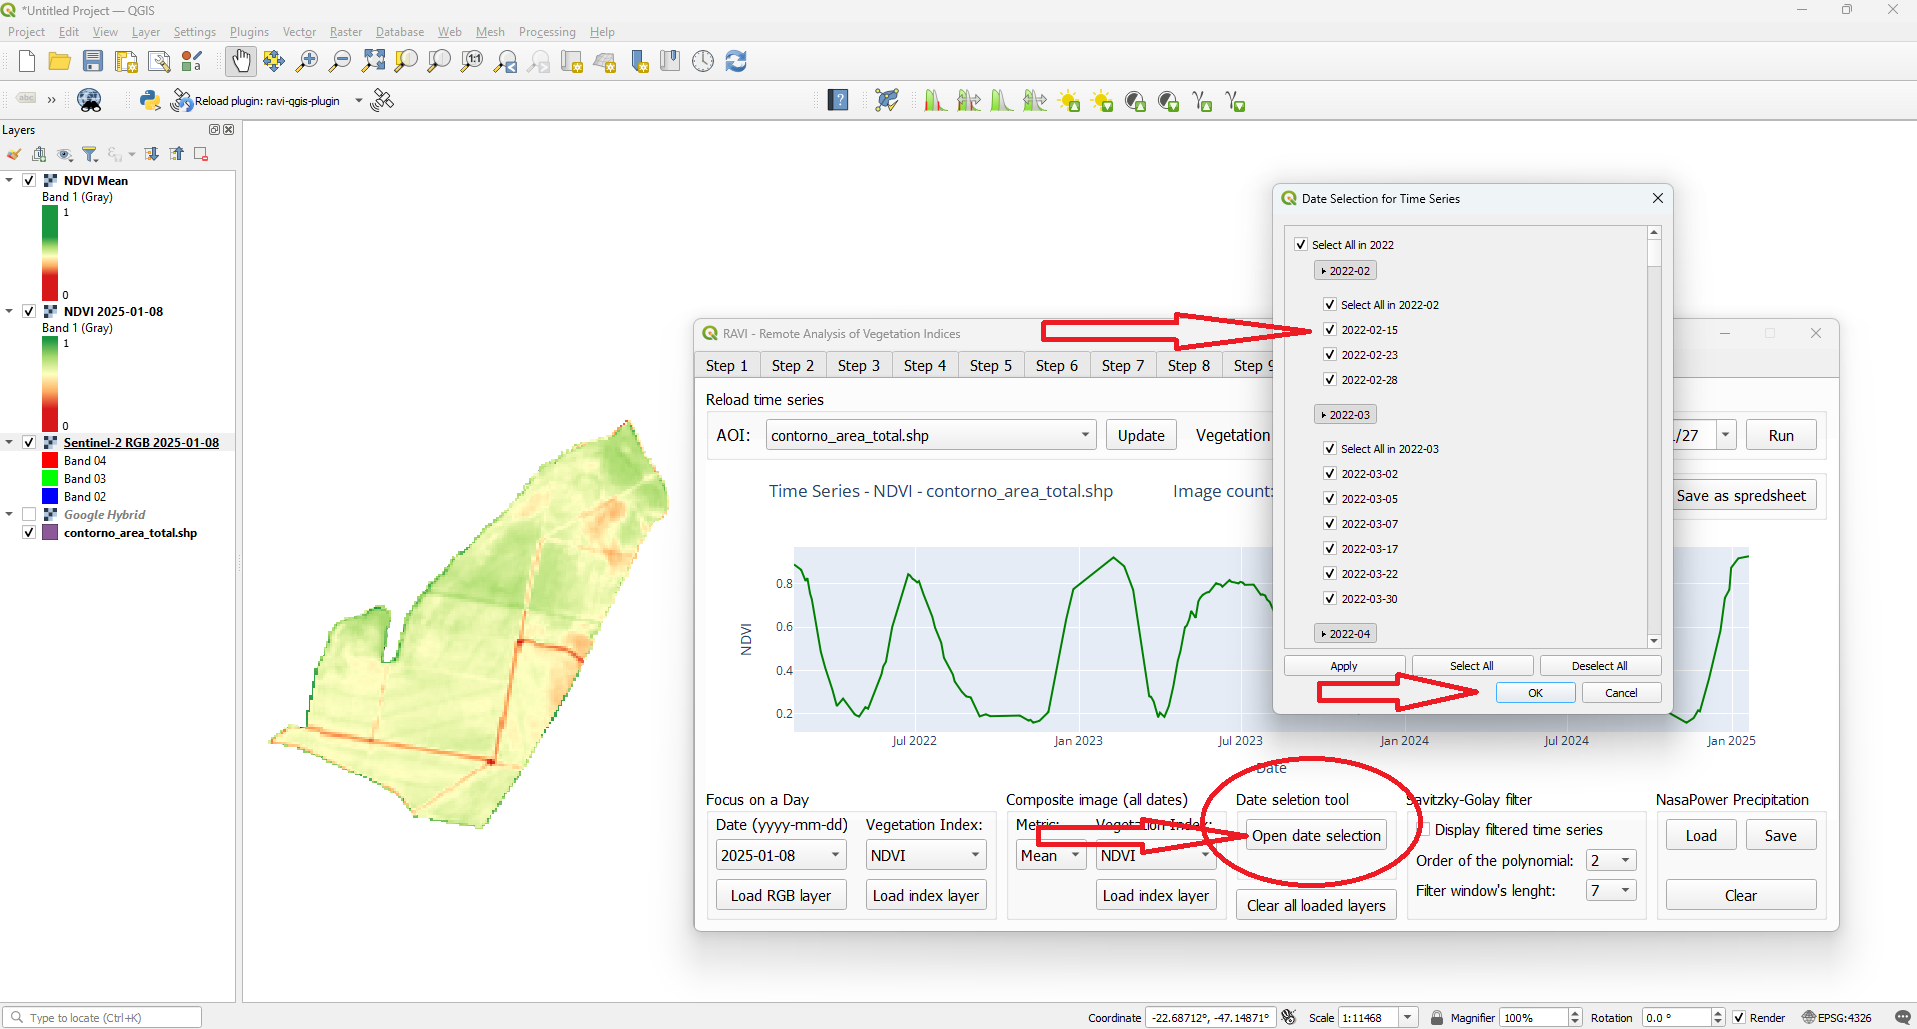 *Untitled Project — QGIS
Project Edit View Layer Settings Plugins Vector Raster Database Web Mesh Processing Help
abc » Reload plugin: ravi-qgis-plugin
Layers
NDVI Mean
Band 1 (Gray)
1
0
NDVI 2025-01-08
Band 1 (Gray)
1
0
Sentinel-2 RGB 2025-01-08
Band 04
Band 03
Band 02
Google Hybrid
contorno_area_total.shp
RAVI - Remote Analysis of Vegetation Indices
Step 1 Step 2 Step 3 Step 4 Step 5 Step 6 Step 7 Step 8 Step 9
Reload time series
AOI: contorno_area_total.shp Update Vegetation /27 Run
Time Series - NDVI - contorno_area_total.shp Image count: Save as spredsheet
NDVI
0.8
0.6
0.4
0.2
Jul 2022 Jan 2023 Jul 2023 Jan 2024 Jul 2024 Jan 2025
Date
Focus on a Day
Date (yyyy-mm-dd) Vegetation Index:
2025-01-08 NDVI
Load RGB layer Load index layer
Composite image (all dates)
Metric: Vegetation Index:
Mean NDVI
Load index layer
Date seletion tool
Open date selection
Clear all loaded layers
Savitzky-Golay filter
Display filtered time series
Order of the polynomial: 2
Filter window's lenght: 7
NasaPower Precipitation
Load Save
Clear
Date Selection for Time Series
Select All in 2022
2022-02
Select All in 2022-02
2022-02-15
2022-02-23
2022-02-28
2022-03
Select All in 2022-03
2022-03-02
2022-03-05
2022-03-07
2022-03-17
2022-03-22
2022-03-30
2022-04
Apply Select All Deselect All
OK Cancel
Type to locate (Ctrl+K) Coordinate -22.68712°, -47.14871° Scale 1:11468 Magnifier 100% Rotation 0.0 ° Render EPSG:4326